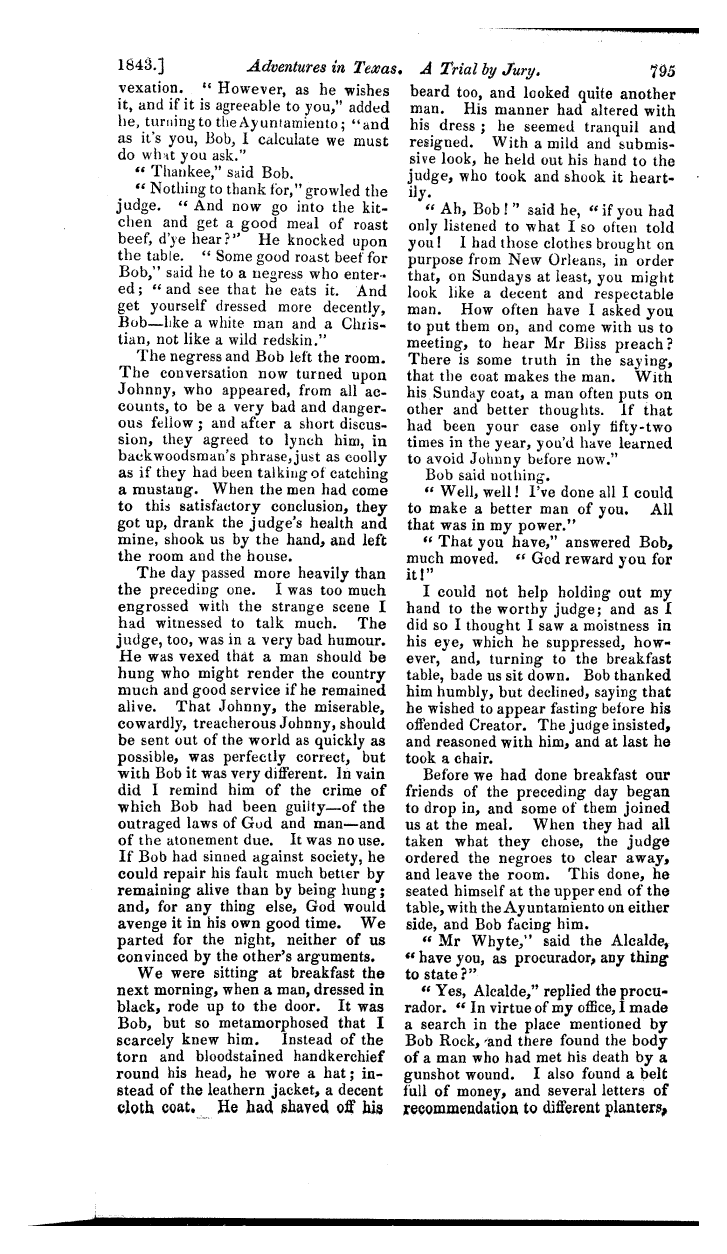 1843.] Adventures in Texas. A Trial by Jury. 795
vexation. “ However, as he wishes
it, and if it is agreeable to you,” added
he, turning to the Ayuntamiento; “and
as it's you, Bob, I calculate we must
do what you ask.”
“ Thankee,” said Bob.
“ Nothing to thank for,” growled the
judge. “ And now go into the kit-
chen and get a good meal of roast
beef, d'ye hear?” He knocked upon
the table. “ Some good roast beef for
Bob,” said he to a negress who enter-
ed; “ and see that he eats it. And
get yourself dressed more decently,
Bob—like a white man and a Chris-
tian, not like a wild redskin.”
The negress and Bob left the room.
The conversation now turned upon
Johnny, who appeared, from all ac-
counts, to be a very bad and danger-
ous fellow; and after a short discus-
sion, they agreed to lynch him, in
backwoodsman's phrase, just as coolly
as if they had been talking of catching
a mustang. When the men had come
to this satisfactory conclusion, they
got up, drank the judge's health and
mine, shook us by the hand, and left
the room and the house.
The day passed more heavily than
the preceding one. I was too much
engrossed with the strange scene I
had witnessed to talk much. The
judge, too, was in a very bad humour.
He was vexed that a man should be
hung who might render the country
much and good service if he remained
alive. That Johnny, the miserable,
cowardly, treacherous Johnny, should
be sent out of the world as quickly as
possible, was perfectly correct, but
with Bob it was very different. In vain
did I remind him of the crime of
which Bob had been guilty—of the
outraged laws of God and man—and
of the atonement due. It was no use.
If Bob had sinned against society, he
could repair his fault much better by
remaining alive than by being hung;
and, for any thing else, God would
avenge it in his own good time. We
parted for the night, neither of us
convinced by the other's arguments.
We were sitting at breakfast the
next morning, when a man, dressed in
black, rode up to the door. It was
Bob, but so metamorphosed that I
scarcely knew him. Instead of the
torn and bloodstained handkerchief
round his head, he wore a hat; in-
stead of the leathern jacket, a decent
cloth coat. He had shaved off his
beard too, and looked quite another
man. His manner had altered with
his dress; he seemed tranquil and
resigned. With a mild and submis-
sive look, he held out his hand to the
judge, who took and shook it heart-
ily.
“ Ah, Bob!” said he, “ if you had
only listened to what I so often told
you! I had those clothes brought on
purpose from New Orleans, in order
that, on Sundays at least, you might
look like a decent and respectable
man. How often have I asked you
to put them on, and come with us to
meeting, to hear Mr Bliss preach?
There is some truth in the saying,
that the coat makes the man. With
his Sunday coat, a man often puts on
other and better thoughts. If that
had been your case only fifty-two
times in the year, you'd have learned
to avoid Johnny before now.”
Bob said nothing.
“ Well, well! I've done all I could
to make a better man of you. All
that was in my power.”
“ That you have,” answered Bob,
much moved. “ God reward you for
it!”
I could not help holding out my
hand to the worthy judge; and as I
did so I thought I saw a moistness in
his eye, which he suppressed, how-
ever, and, turning to the breakfast
table, bade us sit down. Bob thanked
him humbly, but declined, saying that
he wished to appear fasting before his
offended Creator. The judge insisted,
and reasoned with him, and at last he
took a chair.
Before we had done breakfast our
friends of the preceding day began
to drop in, and some of them joined
us at the meal. When they had all
taken what they chose, the judge
ordered the negroes to clear away,
and leave the room. This done, he
seated himself at the upper end of the
table, with the Ayuntamiento on either
side, and Bob facing him.
“ Mr Whyte,” said the Alcalde,
“ have you, as procurador, any thing
to state?”
“ Yes, Alcalde,” replied the procu-
rador. “ In virtue of my office, I made
a search in the place mentioned by
Bob Rock, and there found the body
of a man who had met his death by a
gunshot wound. I also found a belt
full of money, and several letters of
recommendation to different planters,